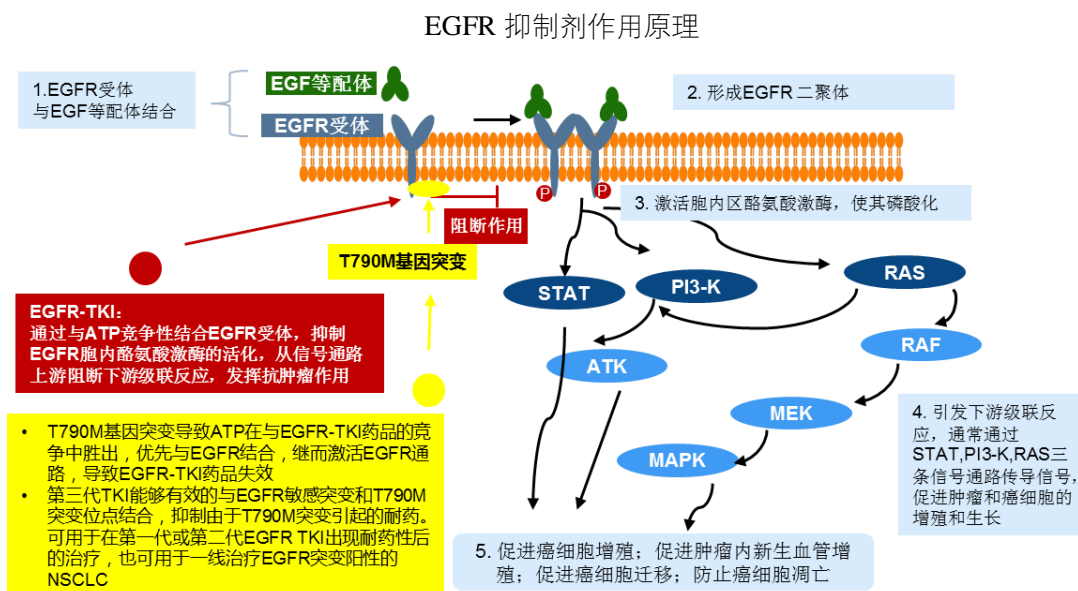 EGFR 抑制剂作用原理
1.EGFR受体
与EGF等配体结合
EGF等配体
EGFR受体
2. 形成EGFR 二聚体
P
P
3. 激活胞内区酪氨酸激酶，使其磷酸化
阻断作用
T790M基因突变
EGFR-TKI：
通过与ATP竞争性结合EGFR受体，抑制
EGFR胞内酪氨酸激酶的活化，从信号通路
上游阻断下游级联反应，发挥抗肿瘤作用
STAT
PI3-K
RAS
ATK
RAF
MEK
MAPK
4. 引发下游级联反
应，通常通过
STAT,PI3-K,RAS三
条信号通路传导信号,
促进肿瘤和癌细胞的
增殖和生长
• T790M基因突变导致ATP在与EGFR-TKI药品的竞
争中胜出，优先与EGFR结合，继而激活EGFR通
路，导致EGFR-TKI药品失效
• 第三代TKI能够有效的与EGFR敏感突变和T790M
突变位点结合，抑制由于T790M突变引起的耐药。
可用于在第一代或第二代EGFR TKI出现耐药性后
的治疗，也可用于一线治疗EGFR突变阳性的
NSCLC
5. 促进癌细胞增殖；促进肿瘤内新生血管增
殖；促进癌细胞迁移；防止癌细胞凋亡